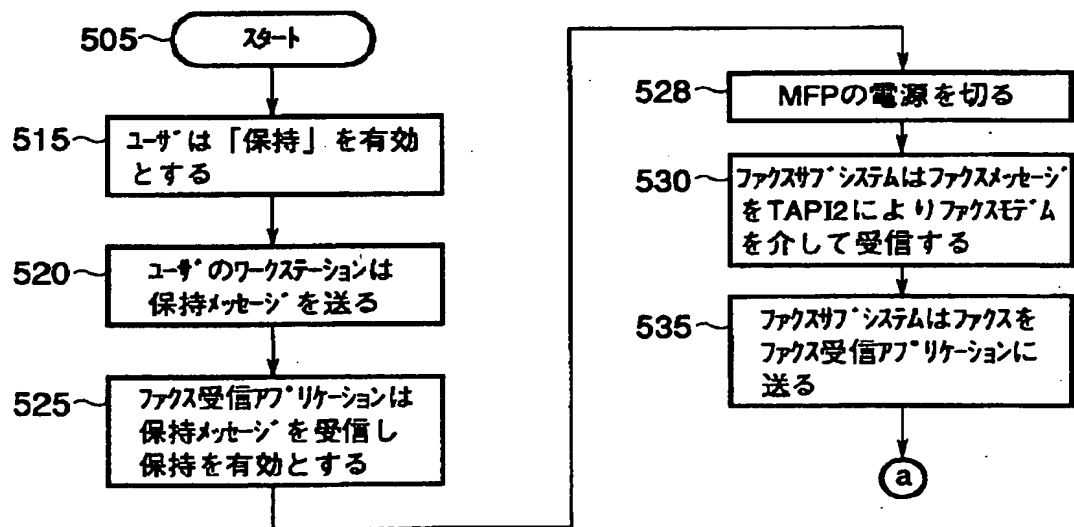 505 スタート
515 ユーザは「保持」を有効
とする
520 ユーザのワークステーションは
保持メッセージを送る
525 ファクス受信アプリケーションは
保持メッセージを受信し
保持を有効とする
528 MFPの電源を切る
530 ファクスサブシステムはファクスメッセージ
をTAPI2によりファクスモデム
を介して受信する
535 ファクスサブシステムはファクスを
ファクス受信アプリケーションに
送る
a